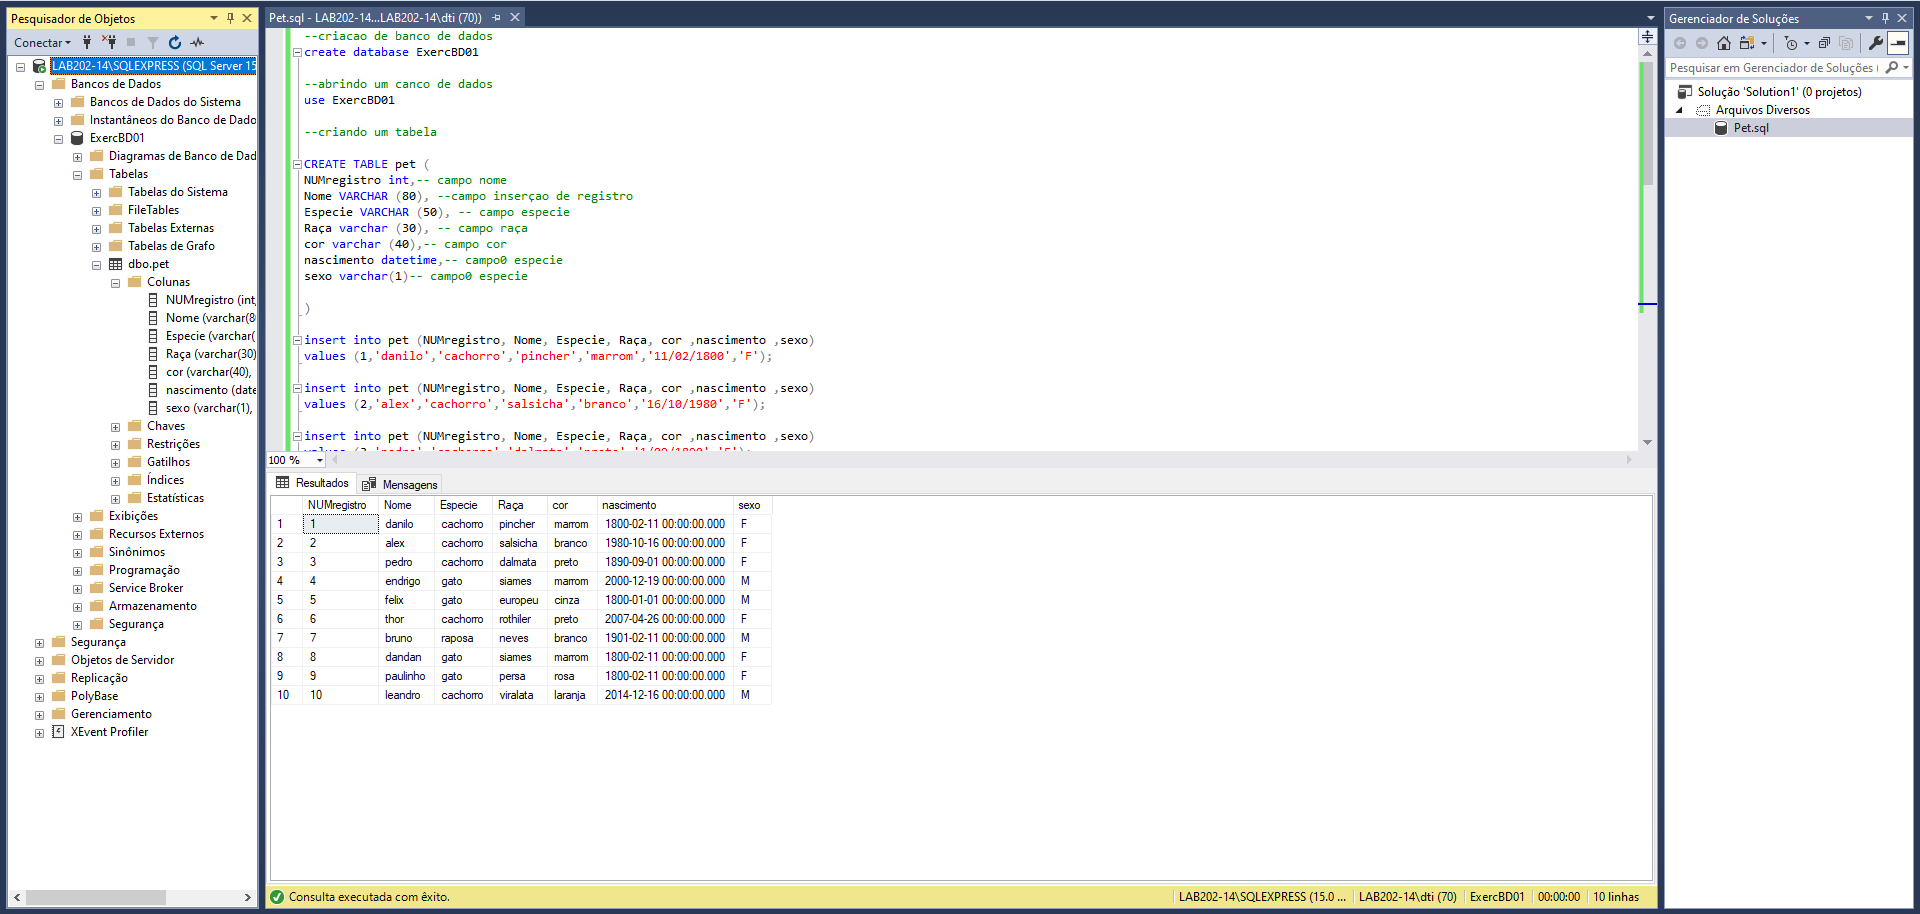 Pesquisador de Objetos
Conectar
LAB202-14\SQLEXPRESS (SQL Server 15
Bancos de Dados
Bancos de Dados do Sistema
Instantâneos do Banco de Dado
ExercBD01
Diagramas de Banco de Dad
Tabelas
Tabelas do Sistema
FileTables
Tabelas Externas
Tabelas de Grafo
dbo.pet
Colunas
NUMregistro (int,
Nome (varchar(8
Especie (varchar(
Raça (varchar(30)
cor (varchar(40),
nascimento (date
sexo (varchar(1),
Chaves
Restrições
Gatilhos
Índices
Estatísticas
Exibições
Recursos Externos
Sinônimos
Programação
Service Broker
Armazenamento
Segurança
Segurança
Objetos de Servidor
Replicação
PolyBase
Gerenciamento
XEvent Profiler
Pet.sql - LAB202-14...LAB202-14\dti (70))
--criacao de banco de dados
create database ExercBD01
--abrindo um canco de dados
use ExercBD01
--criando um tabela
CREATE TABLE pet (
NUMregistro int,-- campo nome
Nome VARCHAR (80), --campo inserçao de registro
Especie VARCHAR (50), -- campo especie
Raça varchar (30), -- campo raça
cor varchar (40),-- campo cor
nascimento datetime,-- campo0 especie
sexo varchar(1)-- campo0 especie
)
insert into pet (NUMregistro, Nome, Especie, Raça, cor ,nascimento ,sexo)
values (1,'danilo','cachorro','pincher','marrom','11/02/1800','F');
insert into pet (NUMregistro, Nome, Especie, Raça, cor ,nascimento ,sexo)
values (2,'alex','cachorro','salsicha','branco','16/10/1980','F');
insert into pet (NUMregistro, Nome, Especie, Raça, cor ,nascimento ,sexo)
values (3,'pedro','cachorro','dalmata','preto','1/09/1890','F');
100 %
Resultados Mensagens
NUMregistro Nome Especie Raça cor nascimento sexo
1 1 danilo cachorro pincher marrom 1800-02-11 00:00:00.000 F
2 2 alex cachorro salsicha branco 1980-10-16 00:00:00.000 F
3 3 pedro cachorro dalmata preto 1890-09-01 00:00:00.000 F
4 4 endrigo gato siames marrom 2000-12-19 00:00:00.000 M
5 5 felix gato europeu cinza 1800-01-01 00:00:00.000 M
6 6 thor cachorro rothiler preto 2007-04-26 00:00:00.000 F
7 7 bruno raposa neves branco 1901-02-11 00:00:00.000 M
8 8 dandan gato siames marrom 1800-02-11 00:00:00.000 F
9 9 paulinho gato persa rosa 1800-02-11 00:00:00.000 F
10 10 leandro cachorro viralata laranja 2014-12-16 00:00:00.000 M
Consulta executada com êxito.
LAB202-14\SQLEXPRESS (15.0 ... LAB202-14\dti (70) ExercBD01 00:00:00 10 linhas
Gerenciador de Soluções
Pesquisar em Gerenciador de Soluções (
Solução 'Solution1' (0 projetos)
Arquivos Diversos
Pet.sql